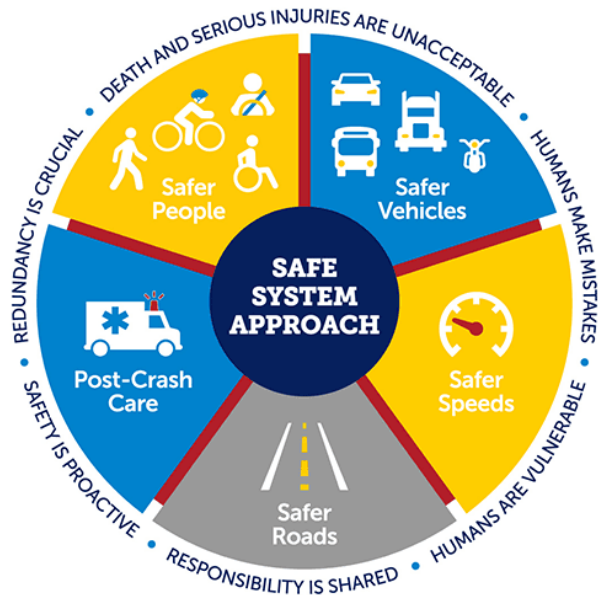 DEATH AND SERIOUS INJURIES ARE UNACCEPTABLE
HUMANS MAKE MISTAKES
HUMANS ARE VULNERABLE
RESPONSIBILITY IS SHARED
SAFETY IS PROACTIVE
REDUNDANCY IS CRUCIAL
Safer
People
Safer
Vehicles
SAFE
SYSTEM
APPROACH
Post-Crash
Care
Safer
Speeds
Safer
Roads